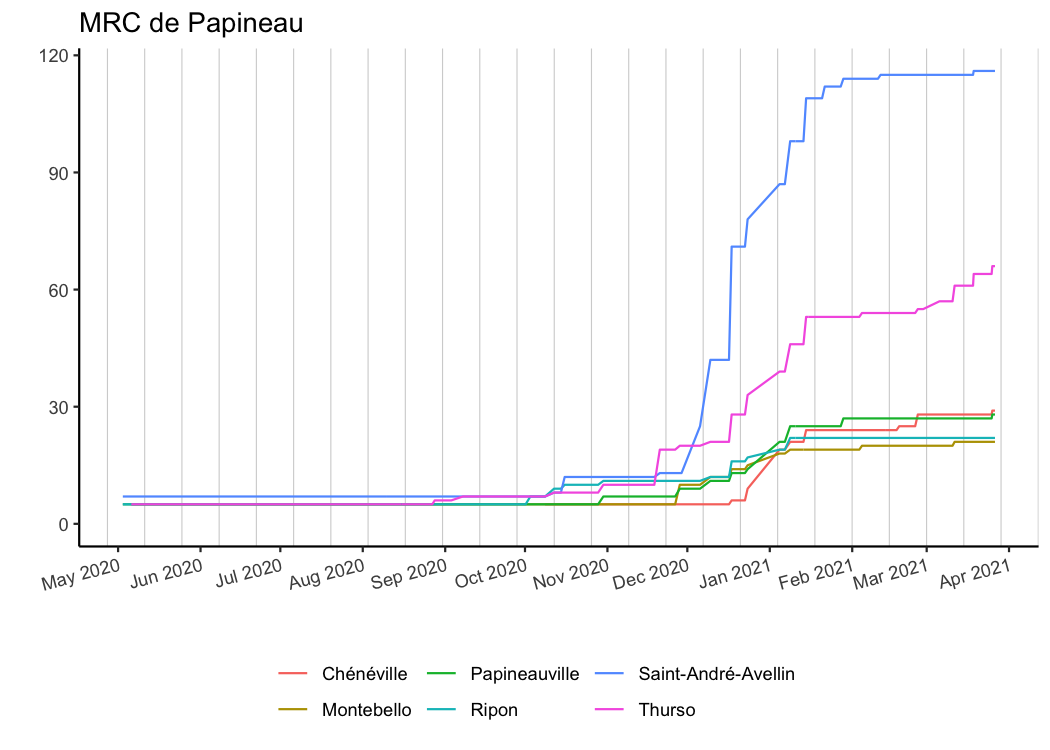 MRC de Papineau
120
90
60
30
0
May 2020 Jun 2020 Jul 2020 Aug 2020 Sep 2020 Oct 2020 Nov 2020 Dec 2020 Jan 2021 Feb 2021 Mar 2021 Apr 2021
Chénéville Papineauville Saint-André-Avellin
Montebello Ripon Thurso